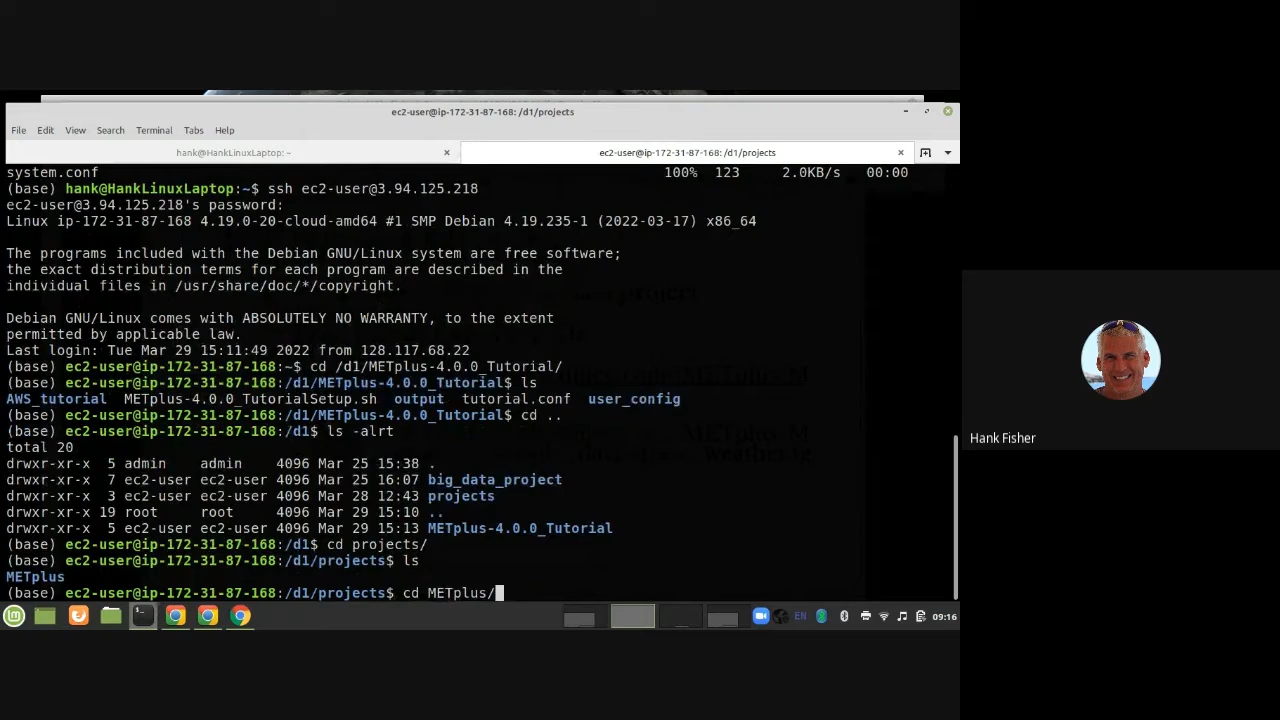 ec2-user@ip-172-31-87-168: /d1/projects
File Edit View Search Terminal Tabs Help
hank@HankLinuxLaptop: ~ ec2-user@ip-172-31-87-168: /d1/projects
system.conf 100% 123 2.0KB/s 00:00
(base) hank@HankLinuxLaptop:~$ ssh ec2-user@3.94.125.218
ec2-user@3.94.125.218's password:
Linux ip-172-31-87-168 4.19.0-20-cloud-amd64 #1 SMP Debian 4.19.235-1 (2022-03-17) x86_64
The programs included with the Debian GNU/Linux system are free software;
the exact distribution terms for each program are described in the
individual files in /usr/share/doc/*/copyright.
Debian GNU/Linux comes with ABSOLUTELY NO WARRANTY, to the extent
permitted by applicable law.
Last login: Tue Mar 29 15:11:49 2022 from 128.117.68.22
(base) ec2-user@ip-172-31-87-168:~$ cd /d1/METplus-4.0.0_Tutorial/
(base) ec2-user@ip-172-31-87-168:/d1/METplus-4.0.0_Tutorial$ ls
AWS_tutorial METplus-4.0.0_TutorialSetup.sh output tutorial.conf user_config
(base) ec2-user@ip-172-31-87-168:/d1/METplus-4.0.0_Tutorial$ cd ..
(base) ec2-user@ip-172-31-87-168:/d1$ ls -alrt
total 20
drwxr-xr-x 5 admin admin 4096 Mar 25 15:38 .
drwxr-xr-x 7 ec2-user ec2-user 4096 Mar 25 16:07 big_data_project
drwxr-xr-x 3 ec2-user ec2-user 4096 Mar 28 12:43 projects
drwxr-xr-x 19 root root 4096 Mar 29 15:10 ..
drwxr-xr-x 5 ec2-user ec2-user 4096 Mar 29 15:13 METplus-4.0.0_Tutorial
(base) ec2-user@ip-172-31-87-168:/d1$ cd projects/
(base) ec2-user@ip-172-31-87-168:/d1/projects$ ls
METplus
(base) ec2-user@ip-172-31-87-168:/d1/projects$ cd METplus/
EN 09:16
Hank Fisher